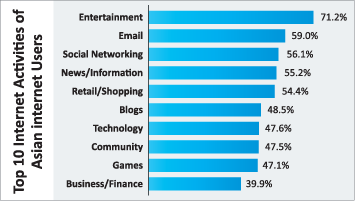 Top 10 Internet Activities of
Asian internet Users
Entertainment 71.2%
Email 59.0%
Social Networking 56.1%
News/Information 55.2%
Retail/Shopping 54.4%
Blogs 48.5%
Technology 47.6%
Community 47.5%
Games 47.1%
Business/Finance 39.9%